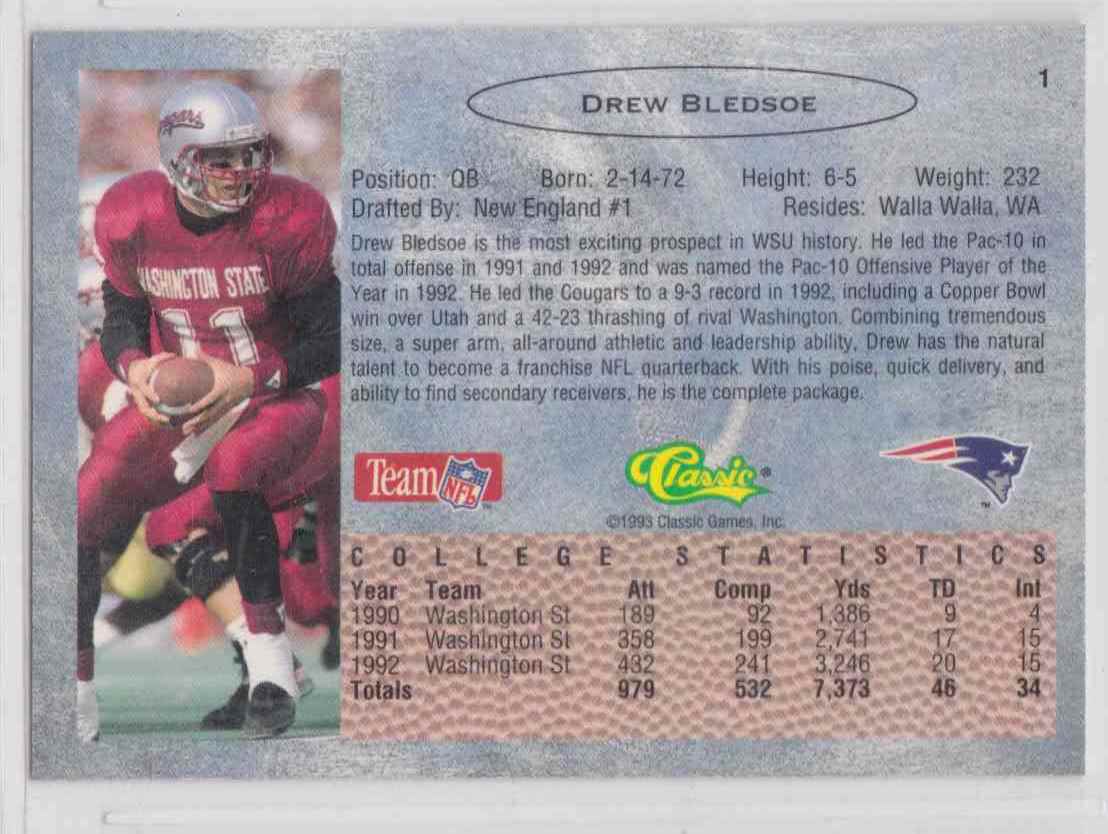 1
DREW BLEDSOE
Position: QB Born: 2-14-72 Height: 6-5 Weight: 232
Drafted By: New England #1 Resides: Walla Walla, WA
Drew Bledsoe is the most exciting prospect in WSU history. He led the Pac-10 in
total offense in 1991 and 1992 and was named the Pac-10 Offensive Player of the
Year in 1992. He led the Cougars to a 9-3 record in 1992, including a Copper Bowl
win over Utah and a 42-23 thrashing of rival Washington. Combining tremendous
size, a super arm, all-around athletic and leadership ability, Drew has the natural
talent to become a franchise NFL quarterback. With his poise, quick delivery, and
ability to find secondary receivers, he is the complete package.
Team NFL ™
Classic ®
™
©1993 Classic Games, Inc.
COLLEGE STATISTICS
Year Team Att Comp Yds TD Int
1990 Washington St 189 92 1,386 9 4
1991 Washington St 358 199 2,741 17 15
1992 Washington St 432 241 3,246 20 15
Totals 979 532 7,373 46 34
WASHINGTON STATE
11